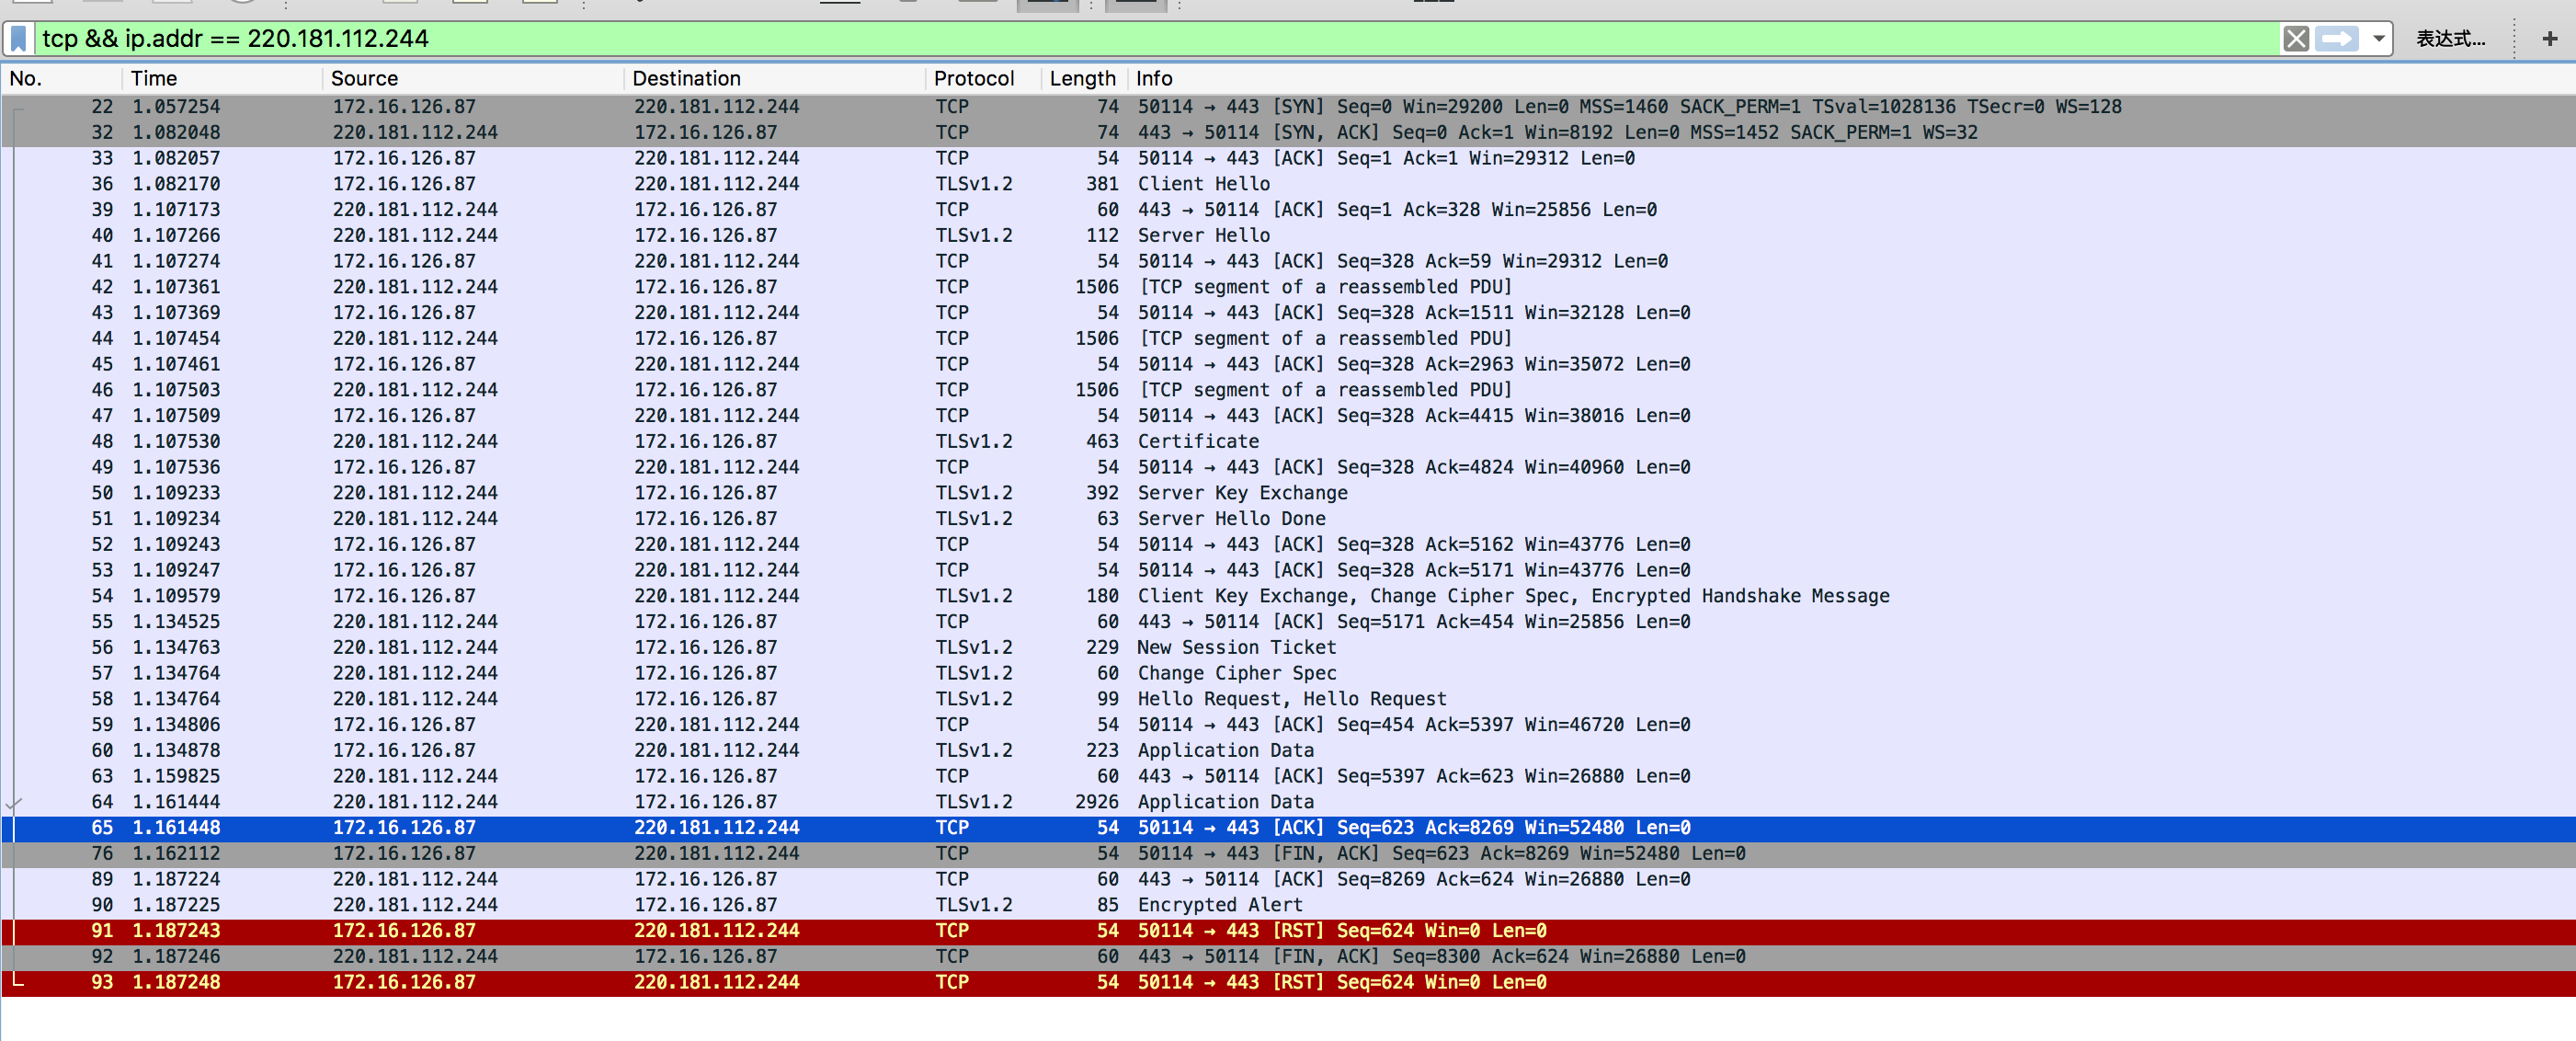 tcp && ip.addr == 220.181.112.244 表达式… +
No. Time Source Destination Protocol Length Info
22 1.057254 172.16.126.87 220.181.112.244 TCP 74 50114 → 443 [SYN] Seq=0 Win=29200 Len=0 MSS=1460 SACK_PERM=1 TSval=1028136 TSecr=0 WS=128
32 1.082048 220.181.112.244 172.16.126.87 TCP 74 443 → 50114 [SYN, ACK] Seq=0 Ack=1 Win=8192 Len=0 MSS=1452 SACK_PERM=1 WS=32
33 1.082057 172.16.126.87 220.181.112.244 TCP 54 50114 → 443 [ACK] Seq=1 Ack=1 Win=29312 Len=0
36 1.082170 172.16.126.87 220.181.112.244 TLSv1.2 381 Client Hello
39 1.107173 220.181.112.244 172.16.126.87 TCP 60 443 → 50114 [ACK] Seq=1 Ack=328 Win=25856 Len=0
40 1.107266 220.181.112.244 172.16.126.87 TLSv1.2 112 Server Hello
41 1.107274 172.16.126.87 220.181.112.244 TCP 54 50114 → 443 [ACK] Seq=328 Ack=59 Win=29312 Len=0
42 1.107361 220.181.112.244 172.16.126.87 TCP 1506 [TCP segment of a reassembled PDU]
43 1.107369 172.16.126.87 220.181.112.244 TCP 54 50114 → 443 [ACK] Seq=328 Ack=1511 Win=32128 Len=0
44 1.107454 220.181.112.244 172.16.126.87 TCP 1506 [TCP segment of a reassembled PDU]
45 1.107461 172.16.126.87 220.181.112.244 TCP 54 50114 → 443 [ACK] Seq=328 Ack=2963 Win=35072 Len=0
46 1.107503 220.181.112.244 172.16.126.87 TCP 1506 [TCP segment of a reassembled PDU]
47 1.107509 172.16.126.87 220.181.112.244 TCP 54 50114 → 443 [ACK] Seq=328 Ack=4415 Win=38016 Len=0
48 1.107530 220.181.112.244 172.16.126.87 TLSv1.2 463 Certificate
49 1.107536 172.16.126.87 220.181.112.244 TCP 54 50114 → 443 [ACK] Seq=328 Ack=4824 Win=40960 Len=0
50 1.109233 220.181.112.244 172.16.126.87 TLSv1.2 392 Server Key Exchange
51 1.109234 220.181.112.244 172.16.126.87 TLSv1.2 63 Server Hello Done
52 1.109243 172.16.126.87 220.181.112.244 TCP 54 50114 → 443 [ACK] Seq=328 Ack=5162 Win=43776 Len=0
53 1.109247 172.16.126.87 220.181.112.244 TCP 54 50114 → 443 [ACK] Seq=328 Ack=5171 Win=43776 Len=0
54 1.109579 172.16.126.87 220.181.112.244 TLSv1.2 180 Client Key Exchange, Change Cipher Spec, Encrypted Handshake Message
55 1.134525 220.181.112.244 172.16.126.87 TCP 60 443 → 50114 [ACK] Seq=5171 Ack=454 Win=25856 Len=0
56 1.134763 220.181.112.244 172.16.126.87 TLSv1.2 229 New Session Ticket
57 1.134764 220.181.112.244 172.16.126.87 TLSv1.2 60 Change Cipher Spec
58 1.134764 220.181.112.244 172.16.126.87 TLSv1.2 99 Hello Request, Hello Request
59 1.134806 172.16.126.87 220.181.112.244 TCP 54 50114 → 443 [ACK] Seq=454 Ack=5397 Win=46720 Len=0
60 1.134878 172.16.126.87 220.181.112.244 TLSv1.2 223 Application Data
63 1.159825 220.181.112.244 172.16.126.87 TCP 60 443 → 50114 [ACK] Seq=5397 Ack=623 Win=26880 Len=0
64 1.161444 220.181.112.244 172.16.126.87 TLSv1.2 2926 Application Data
65 1.161448 172.16.126.87 220.181.112.244 TCP 54 50114 → 443 [ACK] Seq=623 Ack=8269 Win=52480 Len=0
76 1.162112 172.16.126.87 220.181.112.244 TCP 54 50114 → 443 [FIN, ACK] Seq=623 Ack=8269 Win=52480 Len=0
89 1.187224 220.181.112.244 172.16.126.87 TCP 60 443 → 50114 [ACK] Seq=8269 Ack=624 Win=26880 Len=0
90 1.187225 220.181.112.244 172.16.126.87 TLSv1.2 85 Encrypted Alert
91 1.187243 172.16.126.87 220.181.112.244 TCP 54 50114 → 443 [RST] Seq=624 Win=0 Len=0
92 1.187246 220.181.112.244 172.16.126.87 TCP 60 443 → 50114 [FIN, ACK] Seq=8300 Ack=624 Win=26880 Len=0
93 1.187248 172.16.126.87 220.181.112.244 TCP 54 50114 → 443 [RST] Seq=624 Win=0 Len=0